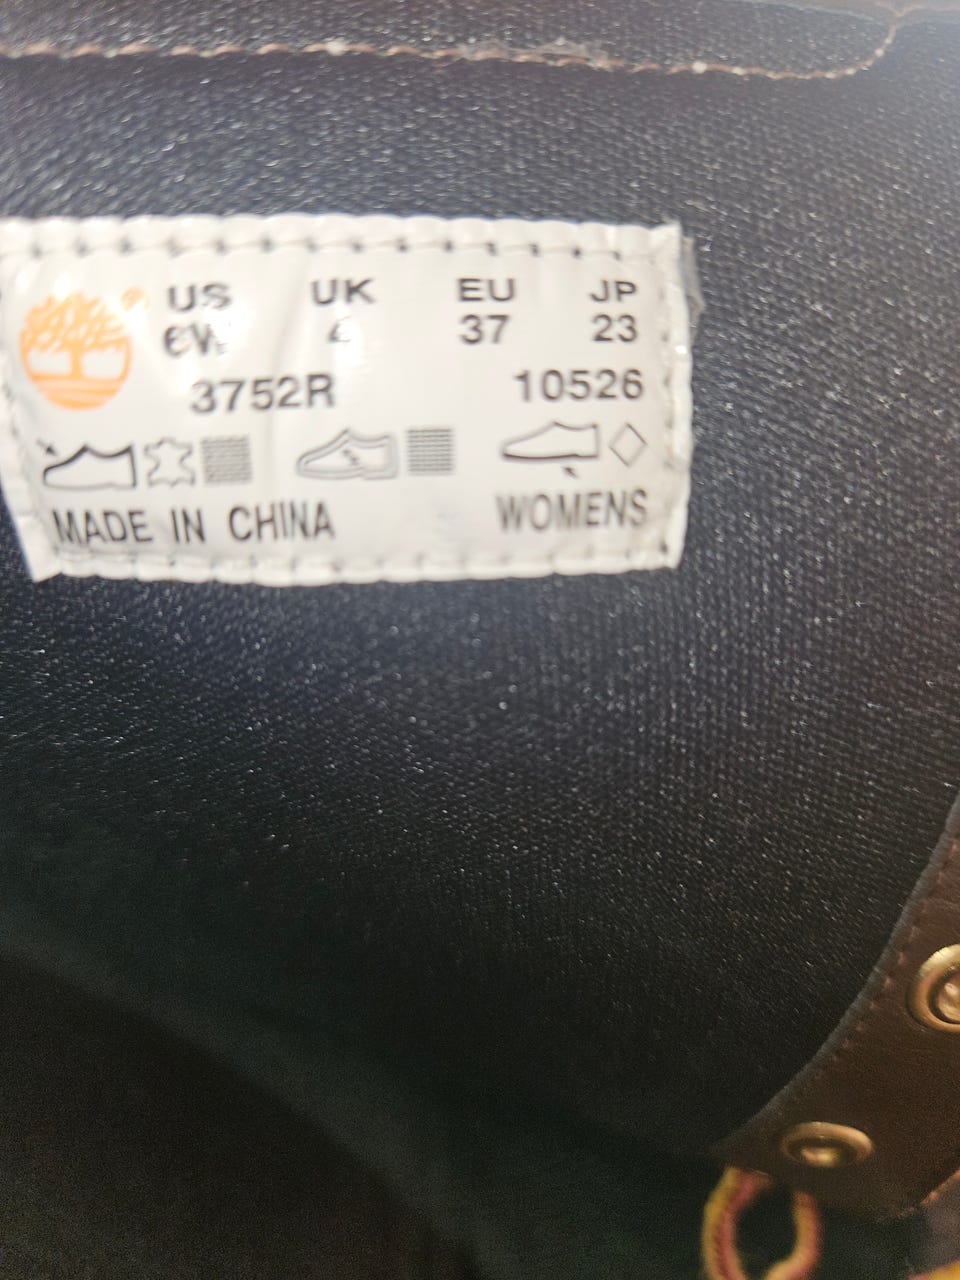 ® US UK EU JP
6W 4 37 23
3752R 10526
MADE IN CHINA WOMENS